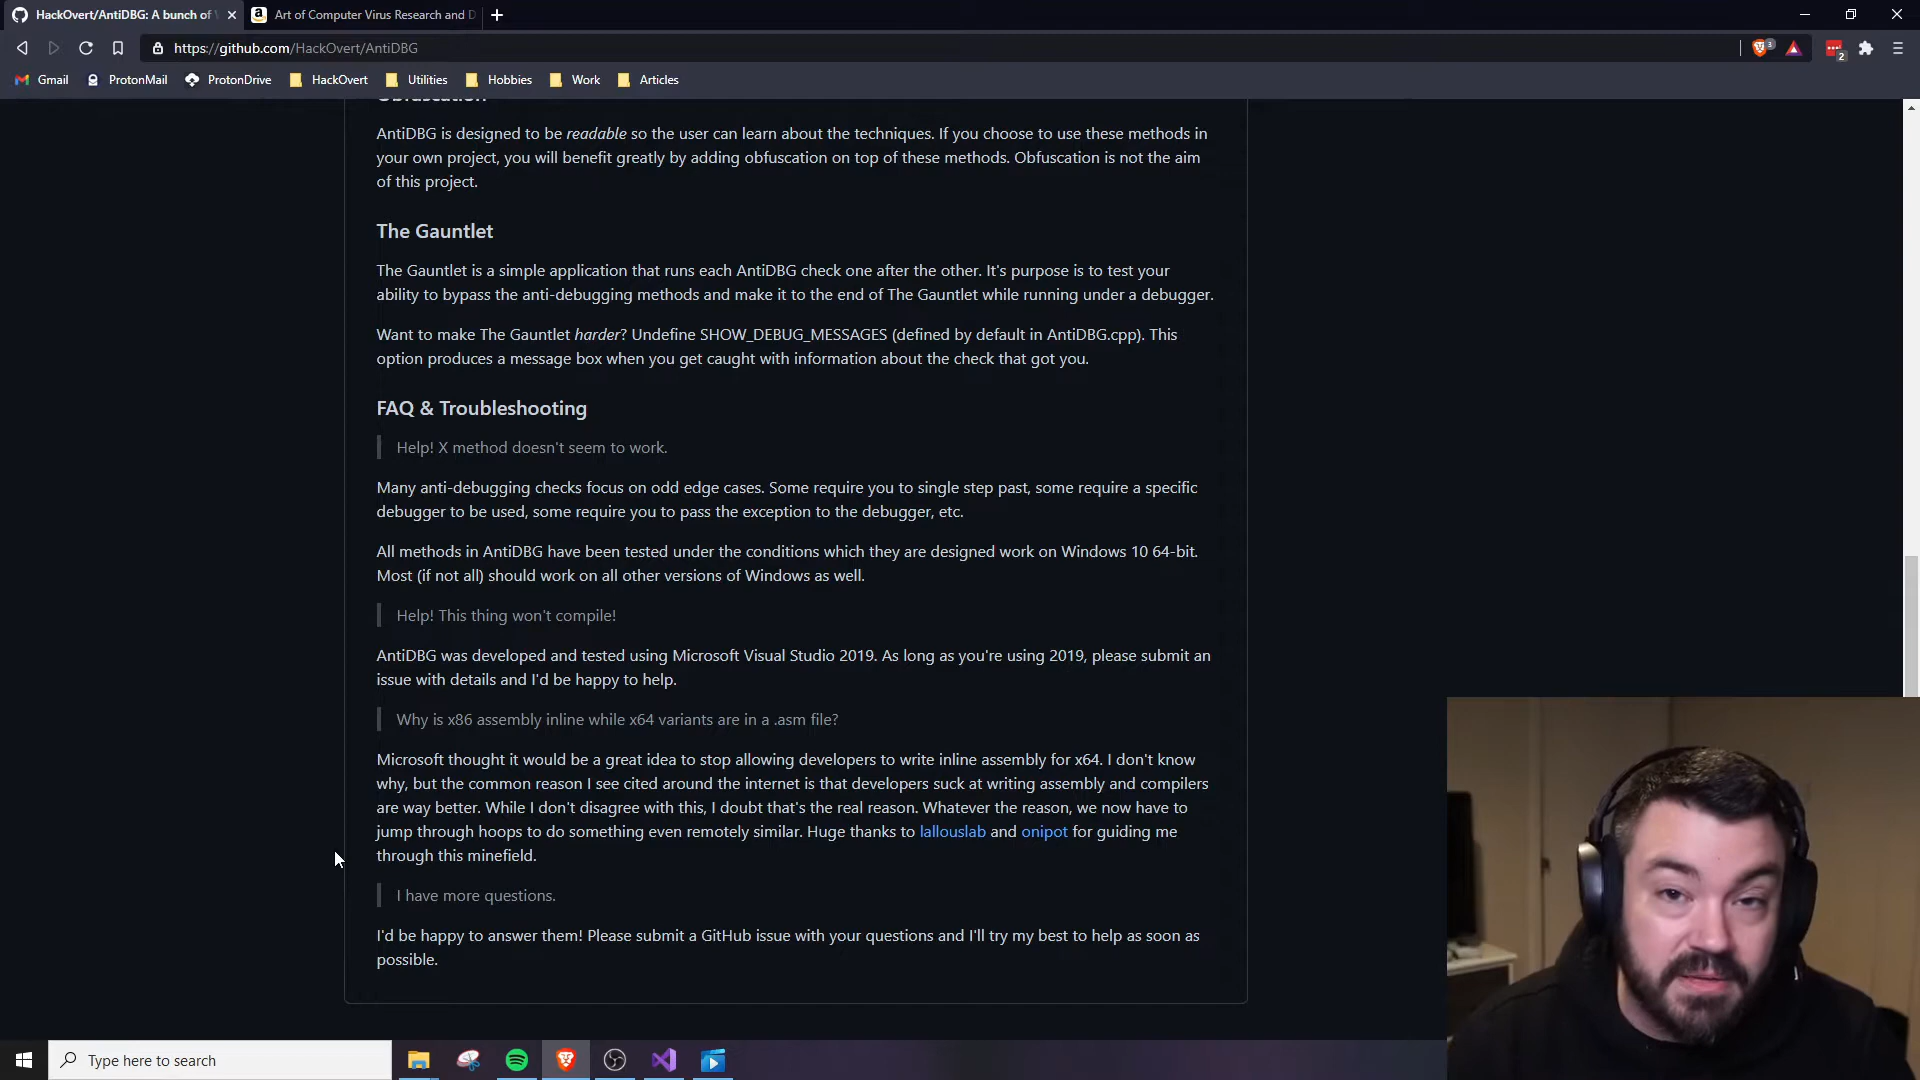 HackOvert/AntiDBG: A bunch of
Art of Computer Virus Research and D
https://github.com/HackOvert/AntiDBG
3
2
Gmail
ProtonMail
ProtonDrive
HackOvert
Utilities
Hobbies
Work
Articles
Obfuscation
AntiDBG is designed to be readable so the user can learn about the techniques. If you choose to use these methods in
your own project, you will benefit greatly by adding obfuscation on top of these methods. Obfuscation is not the aim
of this project.
The Gauntlet
The Gauntlet is a simple application that runs each AntiDBG check one after the other. It's purpose is to test your
ability to bypass the anti-debugging methods and make it to the end of The Gauntlet while running under a debugger.
Want to make The Gauntlet harder? Undefine SHOW_DEBUG_MESSAGES (defined by default in AntiDBG.cpp). This
option produces a message box when you get caught with information about the check that got you.
FAQ & Troubleshooting
Help! X method doesn't seem to work.
Many anti-debugging checks focus on odd edge cases. Some require you to single step past, some require a specific
debugger to be used, some require you to pass the exception to the debugger, etc.
All methods in AntiDBG have been tested under the conditions which they are designed work on Windows 10 64-bit.
Most (if not all) should work on all other versions of Windows as well.
Help! This thing won't compile!
AntiDBG was developed and tested using Microsoft Visual Studio 2019. As long as you're using 2019, please submit an
issue with details and I'd be happy to help.
Why is x86 assembly inline while x64 variants are in a .asm file?
Microsoft thought it would be a great idea to stop allowing developers to write inline assembly for x64. I don't know
why, but the common reason I see cited around the internet is that developers suck at writing assembly and compilers
are way better. While I don't disagree with this, I doubt that's the real reason. Whatever the reason, we now have to
jump through hoops to do something even remotely similar. Huge thanks to lallouslab and onipot for guiding me
through this minefield.
I have more questions.
I'd be happy to answer them! Please submit a GitHub issue with your questions and I'll try my best to help as soon as
possible.
Type here to search